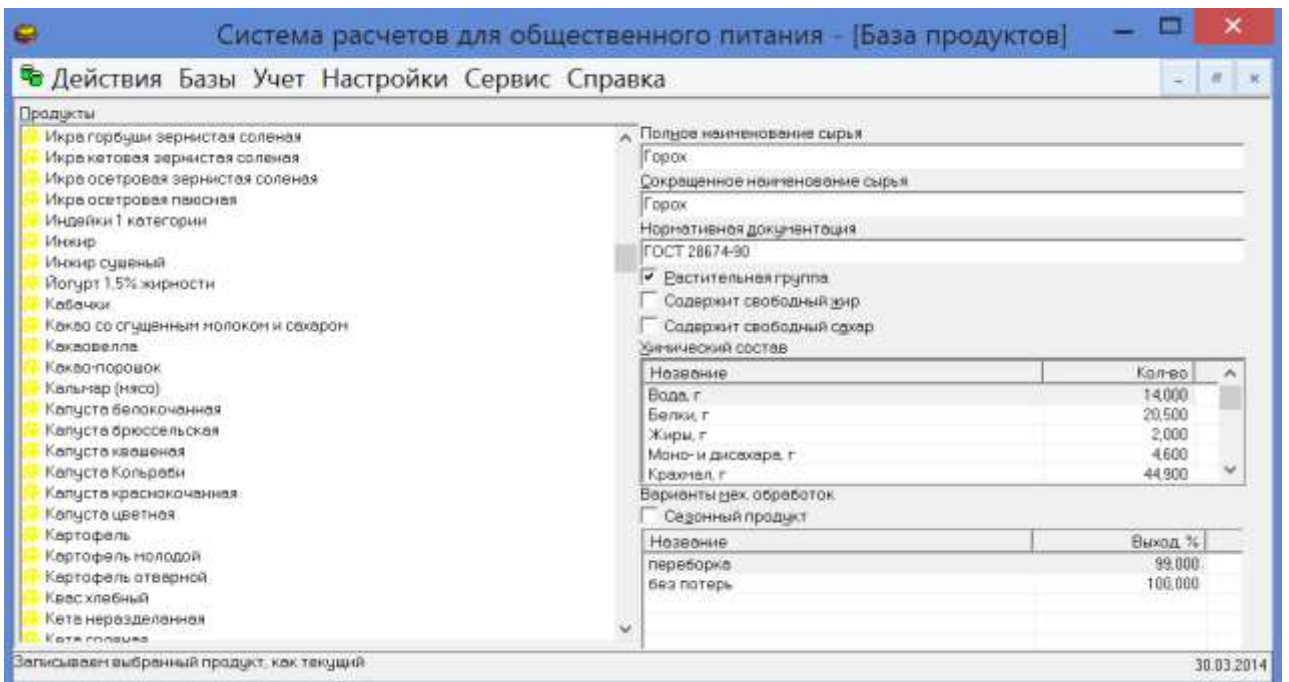 Система расчетов для общественного питания - [База продуктов]
Действия Базы Учет Настройки Сервис Справка
Продукты
Икра горбуши зернистая соленая
Икра кетовая зернистая соленая
Икра осетровая зернистая соленая
Икра осетровая паюсная
Индейки 1 категории
Инжир
Инжир сушеный
Йогурт 1.5% жирности
Кабачки
Какао со сгущенным молоком и сахаром
Какаовелла
Какао-порошок
Кальмар (мясо)
Капуста белокочанная
Капуста брюссельская
Капуста квашеная
Капуста Кольраби
Капуста краснокочанная
Капуста цветная
Картофель
Картофель молодой
Картофель отварной
Квас хлебный
Кета неразделанная
Полное наименование сырья
Горох
Сокращенное наименование сырья
Горох
Нормативная документация
ГОСТ 28674-90
Растительная группа
Содержит свободный жир
Содержит свободный сахар
Химический состав
Название Кол-во
Вода, г 14,000
Белки, г 20,500
Жиры, г 2,000
Моно- и дисахара, г 4,600
Крахмал, г 44,900
Варианты мех. обработок
Сезонный продукт
Название Выход, %
переборка 99,000
без потерь 100,000
Записываем выбранный продукт, как текущий
30.03.2014